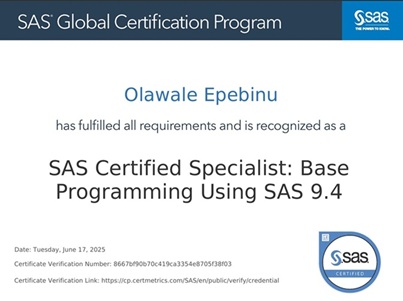 SAS® Global Certification Program
sas
THE POWER TO KNOW.
Olawale Epebinu
has fulfilled all requirements and is recognized as a
SAS Certified Specialist: Base
Programming Using SAS 9.4
Date: Tuesday, June 17, 2025
Certificate Verification Number: 8667bf90b70c419ca3354e8705f38f03
Certificate Verification Link: https://cp.certmetrics.com/SAS/en/public/verify/credential
sas
CERTIFIED